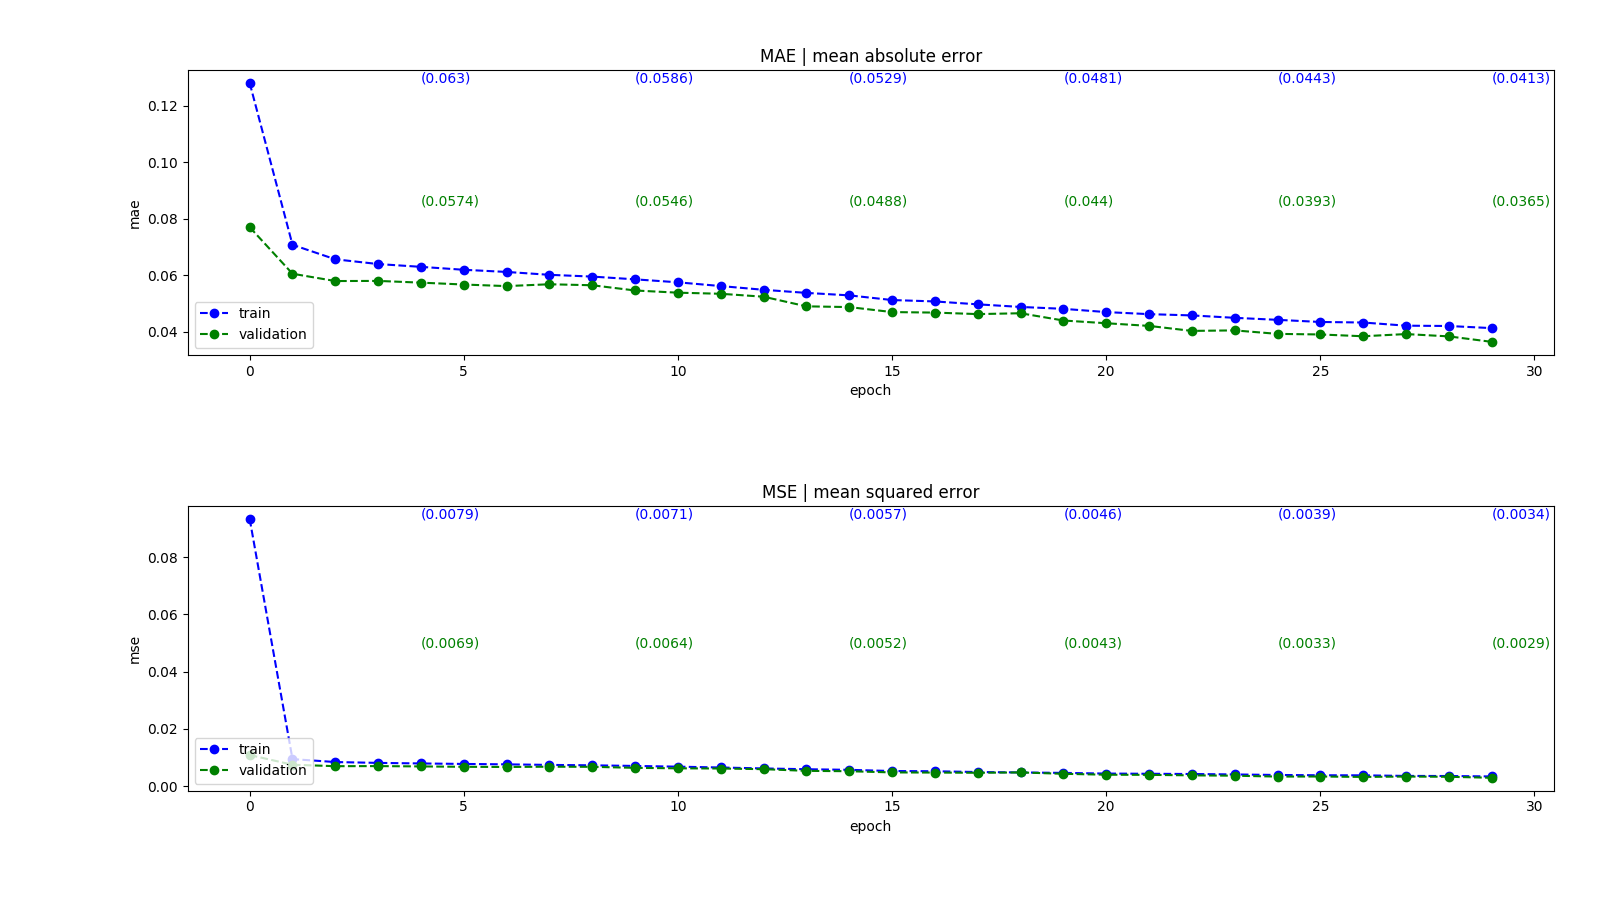 MAE | mean absolute error
(0.063) (0.0586) (0.0529) (0.0481) (0.0443) (0.0413)
0.12
0.10
(0.0574) (0.0546) (0.0488) (0.044) (0.0393) (0.0365)
0.08
mae
0.06
0.04
train
validation
0 5 10 15 20 25 30
epoch
MSE | mean squared error
(0.0079) (0.0071) (0.0057) (0.0046) (0.0039) (0.0034)
0.08
0.06
(0.0069) (0.0064) (0.0052) (0.0043) (0.0033) (0.0029)
mse
0.04
0.02
0.00
train
validation
0 5 10 15 20 25 30
epoch